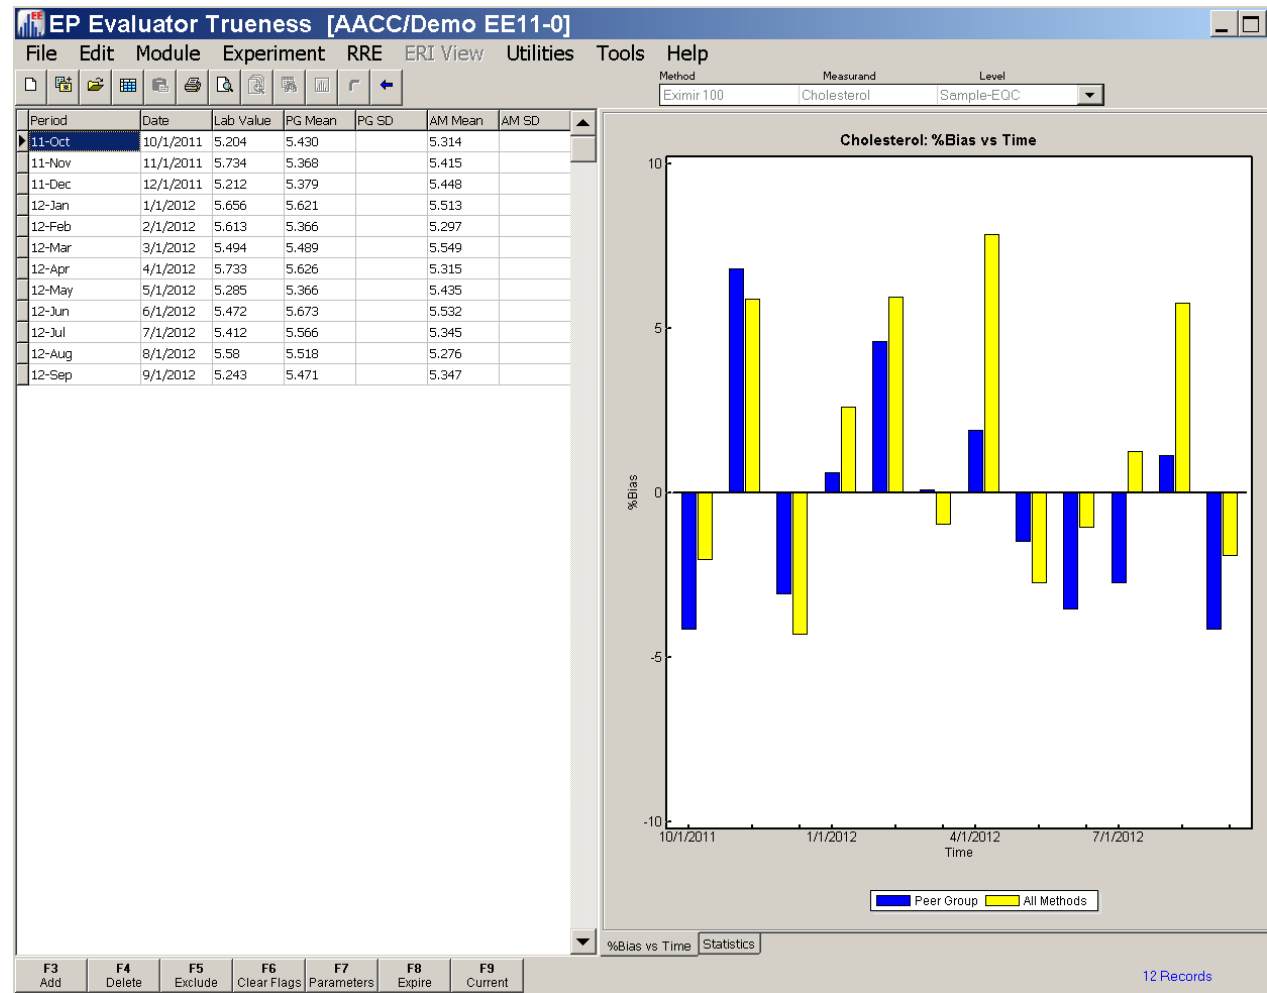 EP Evaluator Trueness [AACC/Demo EE11-0]
File Edit Module Experiment RRE ERI View Utilities Tools Help
Method Measurand Level
Eximir 100 Cholesterol Sample-EQC
Period Date Lab Value PG Mean PG SD AM Mean AM SD
11-Oct 10/1/2011 5.204 5.430 5.314
11-Nov 11/1/2011 5.734 5.368 5.415
11-Dec 12/1/2011 5.212 5.379 5.448
12-Jan 1/1/2012 5.656 5.621 5.513
12-Feb 2/1/2012 5.613 5.366 5.297
12-Mar 3/1/2012 5.494 5.489 5.549
12-Apr 4/1/2012 5.733 5.626 5.315
12-May 5/1/2012 5.285 5.366 5.435
12-Jun 6/1/2012 5.472 5.673 5.532
12-Jul 7/1/2012 5.412 5.566 5.345
12-Aug 8/1/2012 5.58 5.518 5.276
12-Sep 9/1/2012 5.243 5.471 5.347
Cholesterol: %Bias vs Time
10
5
0
-5
-10
%Bias
10/1/2011 1/1/2012 4/1/2012 7/1/2012
Time
Peer Group All Methods
%Bias vs Time Statistics
F3 F4 F5 F6 F7 F8 F9
Add Delete Exclude Clear Flags Parameters Expire Current
12 Records